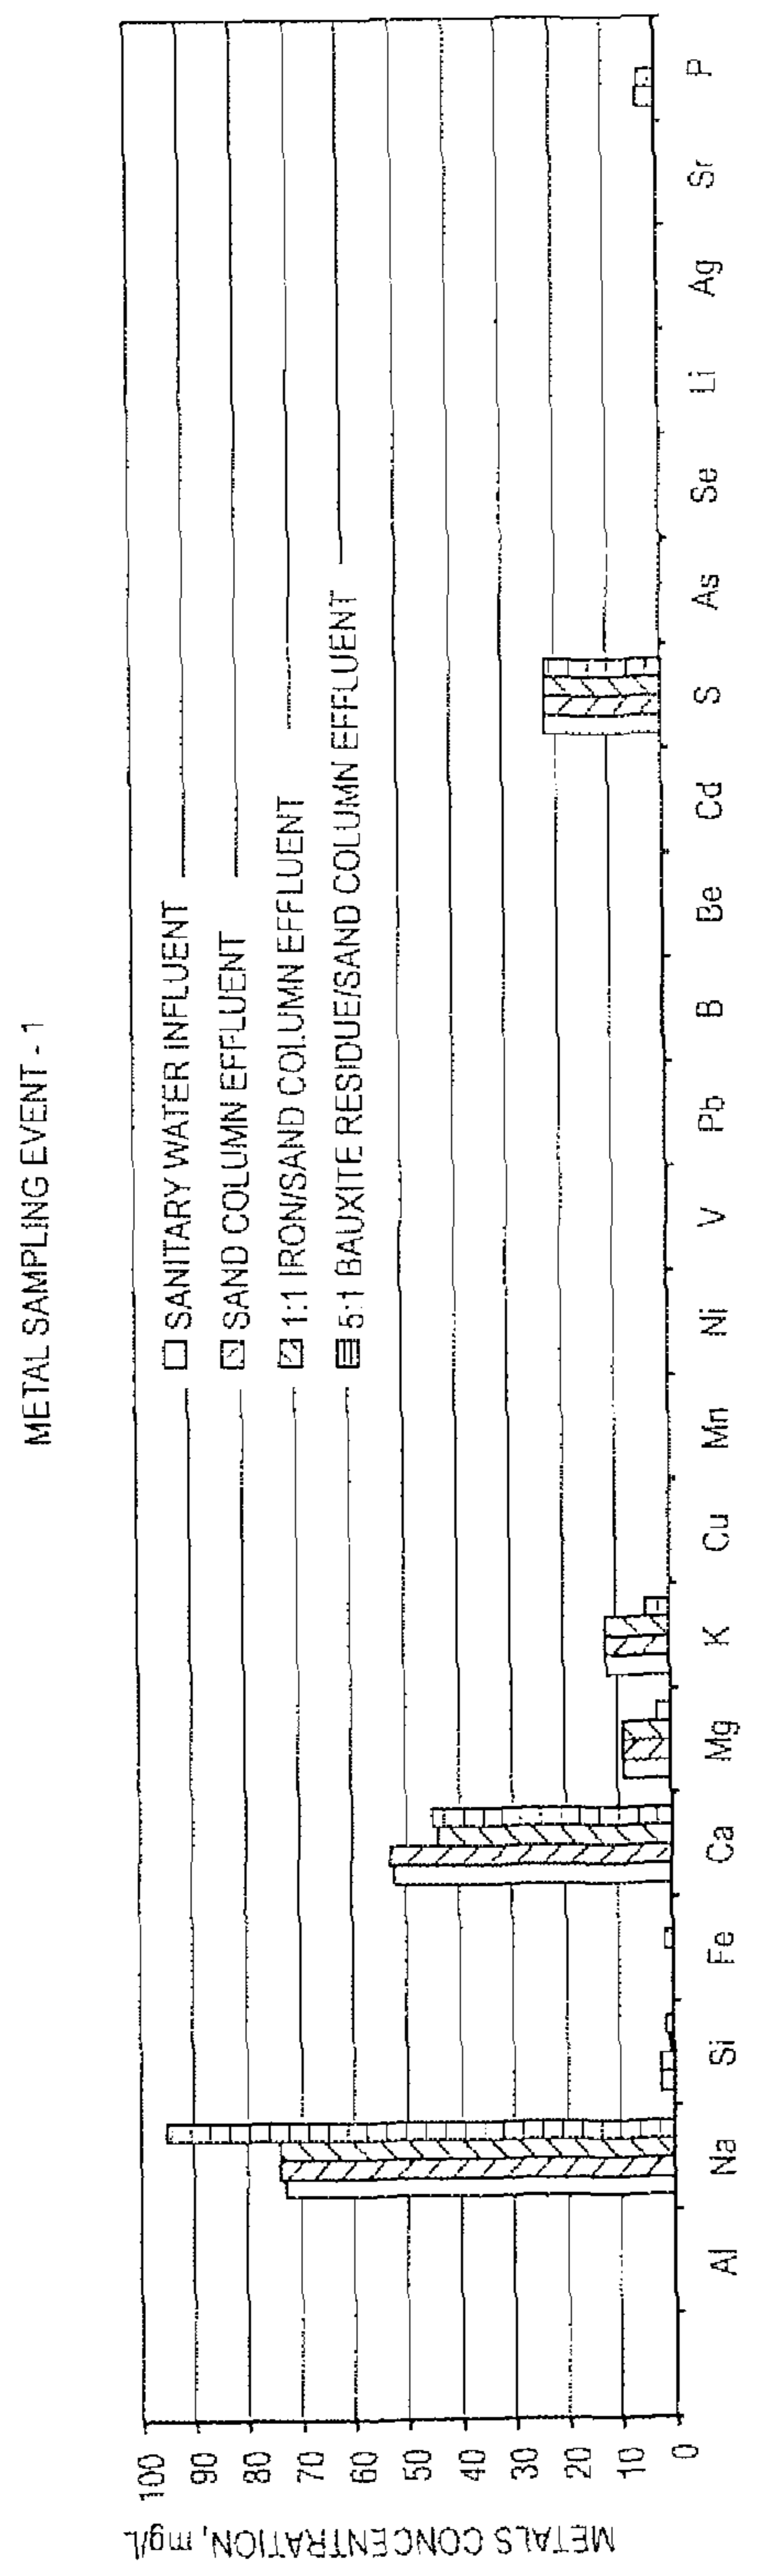 METAL SAMPLING EVENT - 1
METALS CONCENTRATION, mg/L
100
90
80
70
60
50
40
30
20
10
0
SANITARY WATER INFLUENT
SAND COLUMN EFFLUENT
1:1 IRON/SAND COLUMN EFFLUENT
5:1 BAUXITE RESIDUE/SAND COLUMN EFFLUENT
Al Na Si Fe Ca Mg K Cu Mn Ni V Pb B Be Cd S As Se Li Ag Sr P